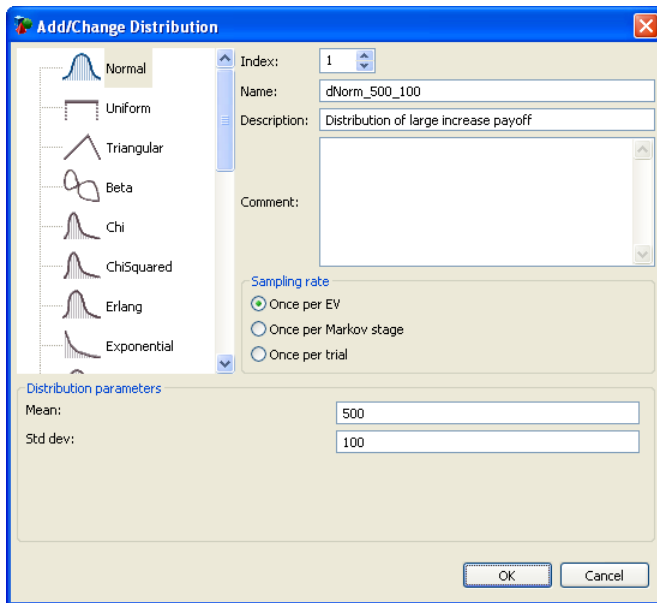 Add/Change Distribution
Normal
Uniform
Triangular
Beta
Chi
ChiSquared
Erlang
Exponential
Index: 1
Name: dNorm_500_100
Description: Distribution of large increase payoff
Comment:
Sampling rate
Once per EV
Once per Markov stage
Once per trial
Distribution parameters
Mean: 500
Std dev: 100
OK Cancel